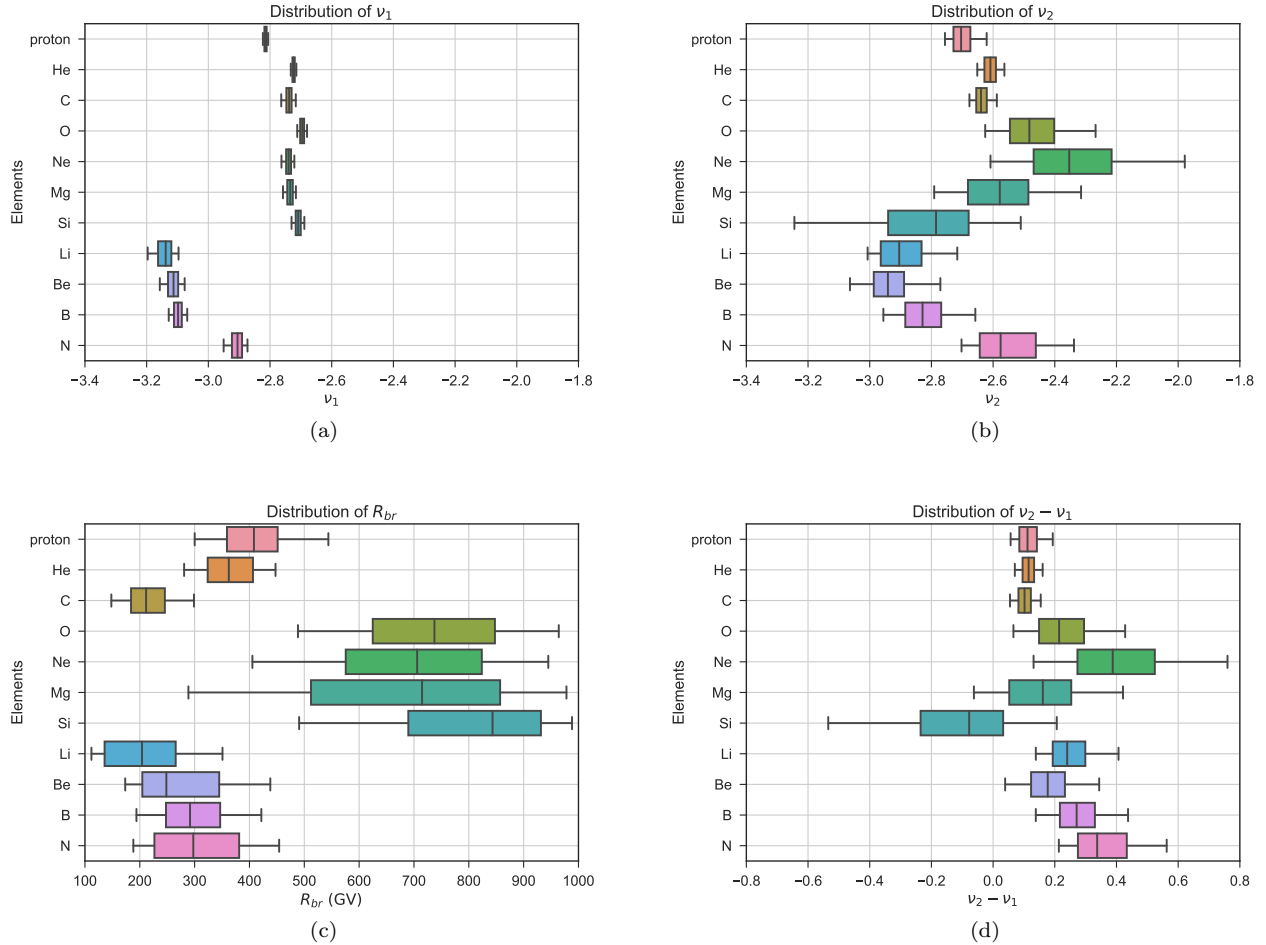 Distribution of ν₁
Elements
proton
He
C
O
Ne
Mg
Si
Li
Be
B
N
−3.4 −3.2 −3.0 −2.8 −2.6 −2.4 −2.2 −2.0 −1.8
ν₁
(a)
Distribution of ν₂
Elements
proton
He
C
O
Ne
Mg
Si
Li
Be
B
N
−3.4 −3.2 −3.0 −2.8 −2.6 −2.4 −2.2 −2.0 −1.8
ν₂
(b)
Distribution of R_br
Elements
proton
He
C
O
Ne
Mg
Si
Li
Be
B
N
100 200 300 400 500 600 700 800 900 1000
R_br (GV)
(c)
Distribution of ν₂ − ν₁
Elements
proton
He
C
O
Ne
Mg
Si
Li
Be
B
N
−0.8 −0.6 −0.4 −0.2 0.0 0.2 0.4 0.6 0.8
ν₂ − ν₁
(d)